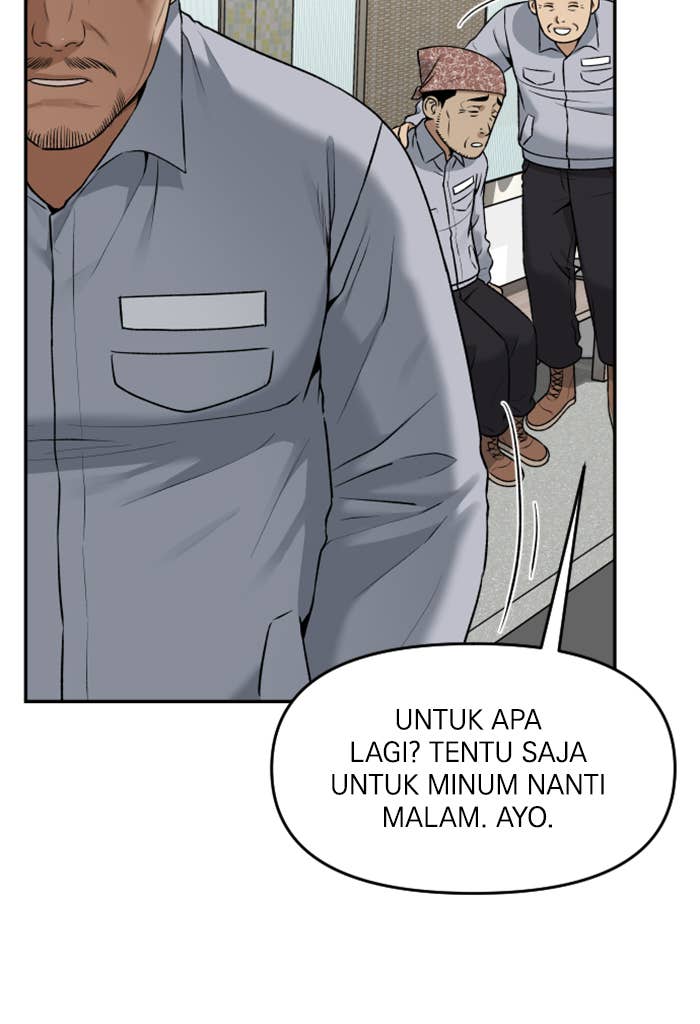 UNTUK APA
LAGI? TENTU SAJA
UNTUK MINUM NANTI
MALAM. AYO.